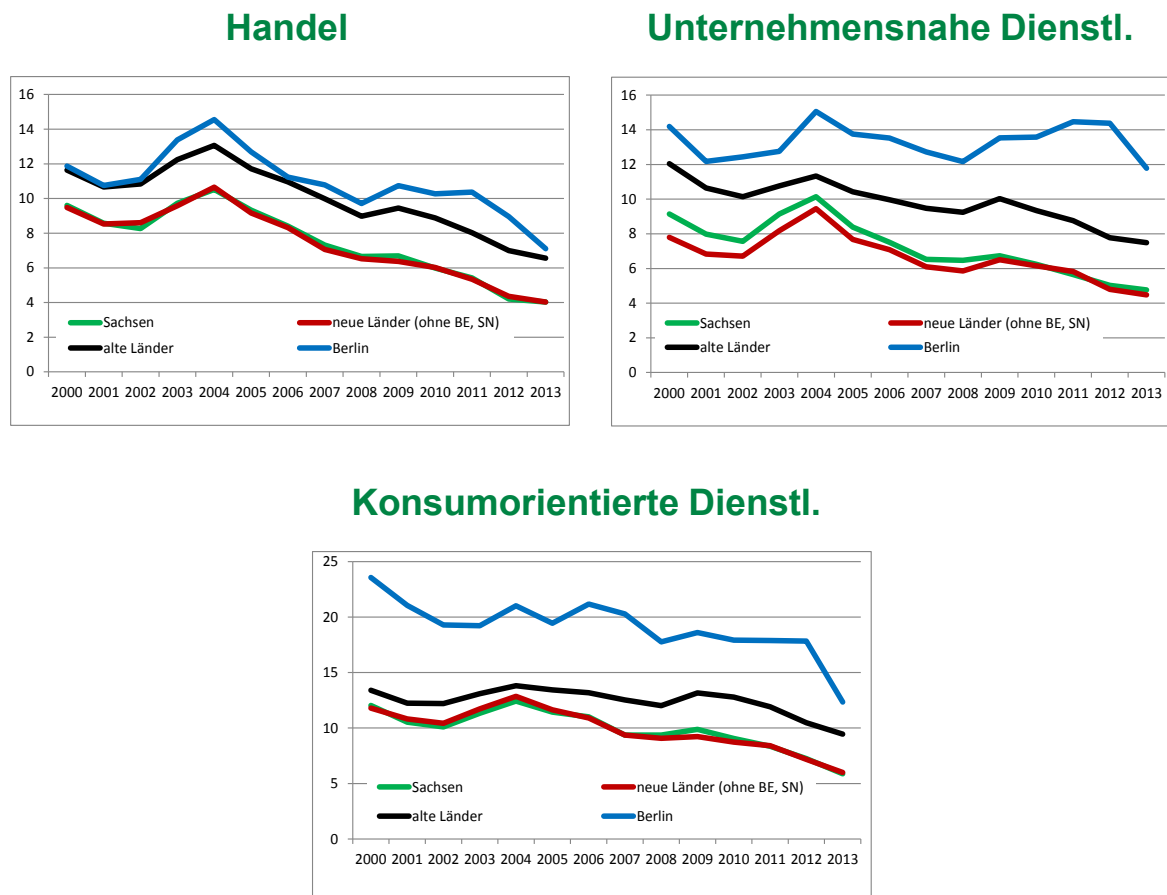 Handel
16
14
12
10
8
6
4
2
0
Sachsen
neue Länder (ohne BE, SN)
alte Länder
Berlin
2000 2001 2002 2003 2004 2005 2006 2007 2008 2009 2010 2011 2012 2013
Unternehmensnahe Dienstl.
16
14
12
10
8
6
4
2
0
Sachsen
neue Länder (ohne BE, SN)
alte Länder
Berlin
2000 2001 2002 2003 2004 2005 2006 2007 2008 2009 2010 2011 2012 2013
Konsumorientierte Dienstl.
25
20
15
10
5
0
Sachsen
neue Länder (ohne BE, SN)
alte Länder
Berlin
2000 2001 2002 2003 2004 2005 2006 2007 2008 2009 2010 2011 2012 2013